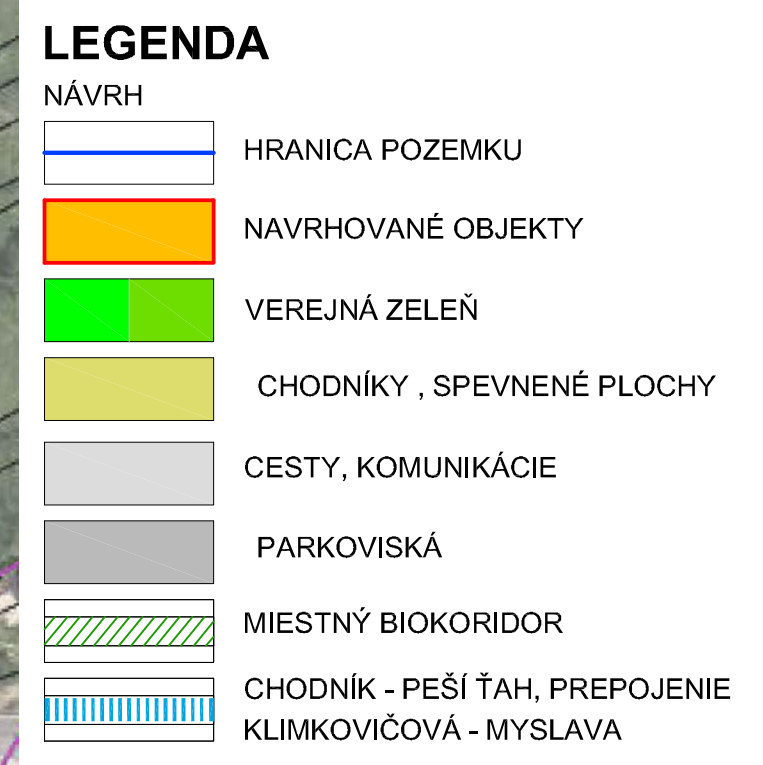 LEGENDA
NÁVRH
HRANICA POZEMKU
NAVRHOVANÉ OBJEKTY
VEREJNÁ ZELEŇ
CHODNÍKY , SPEVNENÉ PLOCHY
CESTY, KOMUNIKÁCIE
PARKOVISKÁ
MIESTNÝ BIOKORIDOR
CHODNÍK - PEŠÍ ŤAH, PREPOJENIE
KLIMKOVIČOVÁ - MYSLAVA